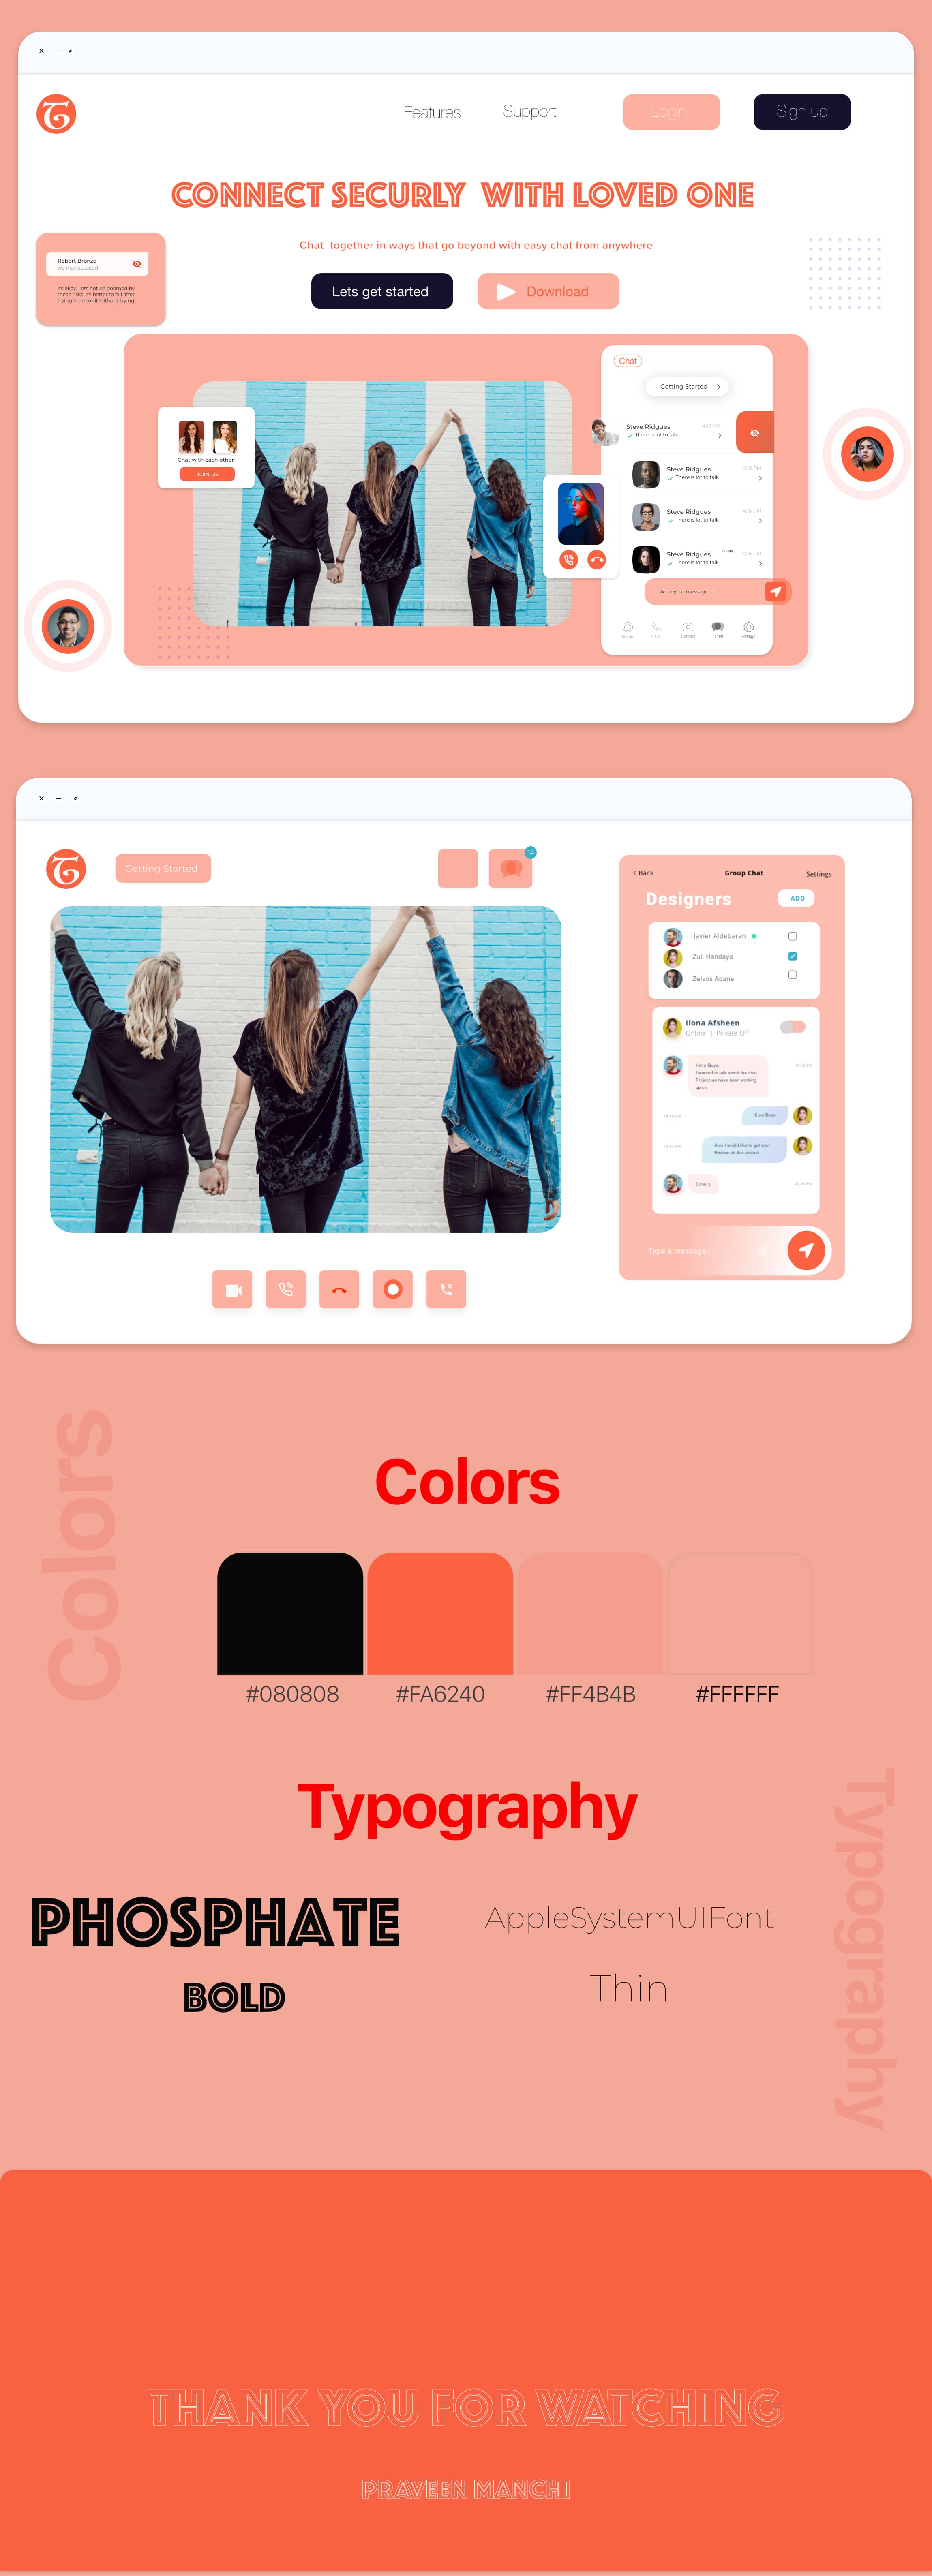 Features
Support
Login
Sign up
CONNECT SECURLY WITH LOVED ONE
Chat together in ways that go beyond with easy chat from anywhere
Lets get started
Download
Robert Bronze
we may succeed
Its okay. Lets not be doomed by
these risks. Its better to fail after
trying than to sit without trying.
Chat with each other
JOIN US
Chat
Getting Started
Steve Ridgues
4:16 PM
There is lot to talk
Steve Ridgues
4:16 PM
There is lot to talk
Steve Ridgues
4:16 PM
There is lot to talk
Steve Ridgues
Chats
4:16 PM
There is lot to talk
Write your message..........
Status
Calls
Camera
Chat
Settings
Getting Started
34
Back
Group Chat
Settings
Designers
ADD
Javier Aldebaran
Zuli Handaya
Zelvos Adane
Ilona Afsheen
Online | Private Off
Hello Guys,
I wanted to talk about the chat
Project we have been working
up on .
Sure Boss
Also I would like to get your
Review on this project
Done :)
Type a message...
Colors
Colors
#080808
#FA6240
#FF4B4B
#FFFFFF
Typography
Typography
PHOSPHATE
BOLD
AppleSystemUIFont
Thin
THANK YOU FOR WATCHING
PRAVEEN MANCHI